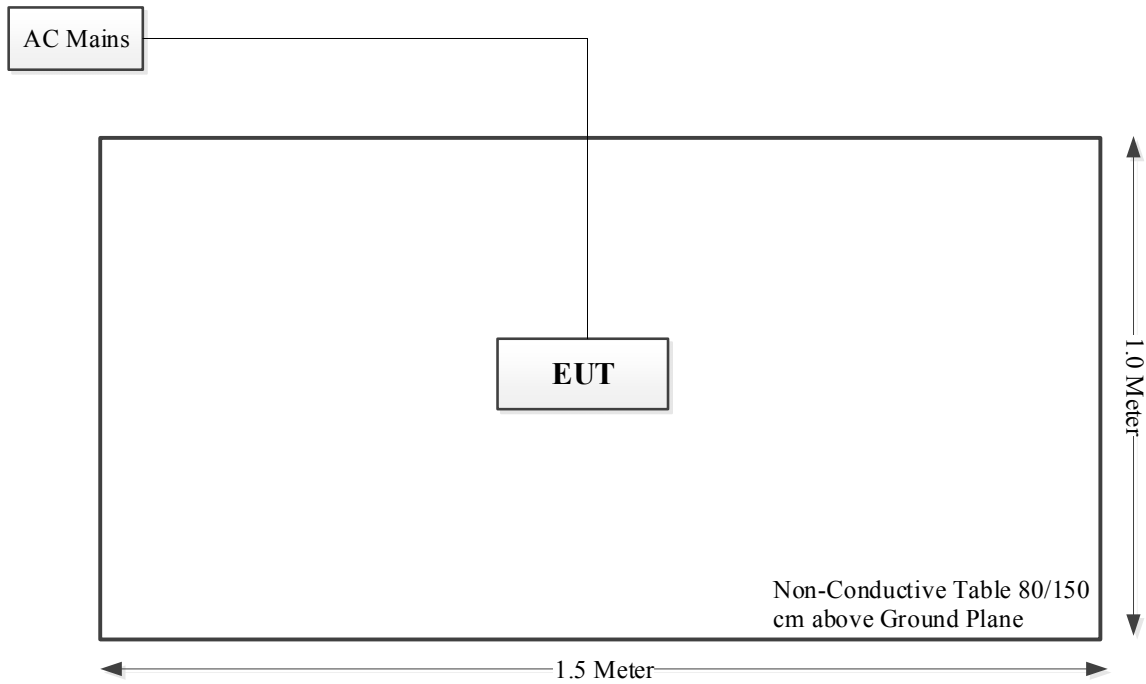 AC Mains
EUT
1.0 Meter
Non-Conductive Table 80/150
cm above Ground Plane
1.5 Meter